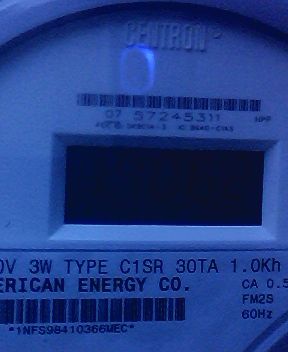 CENTRON
07 57245311
0V 3W TYPE C1SR 30TA 1.0Kh
ERICAN ENERGY CO. CA 0.5
FM2S
60Hz
*1NFS98410366MEC*